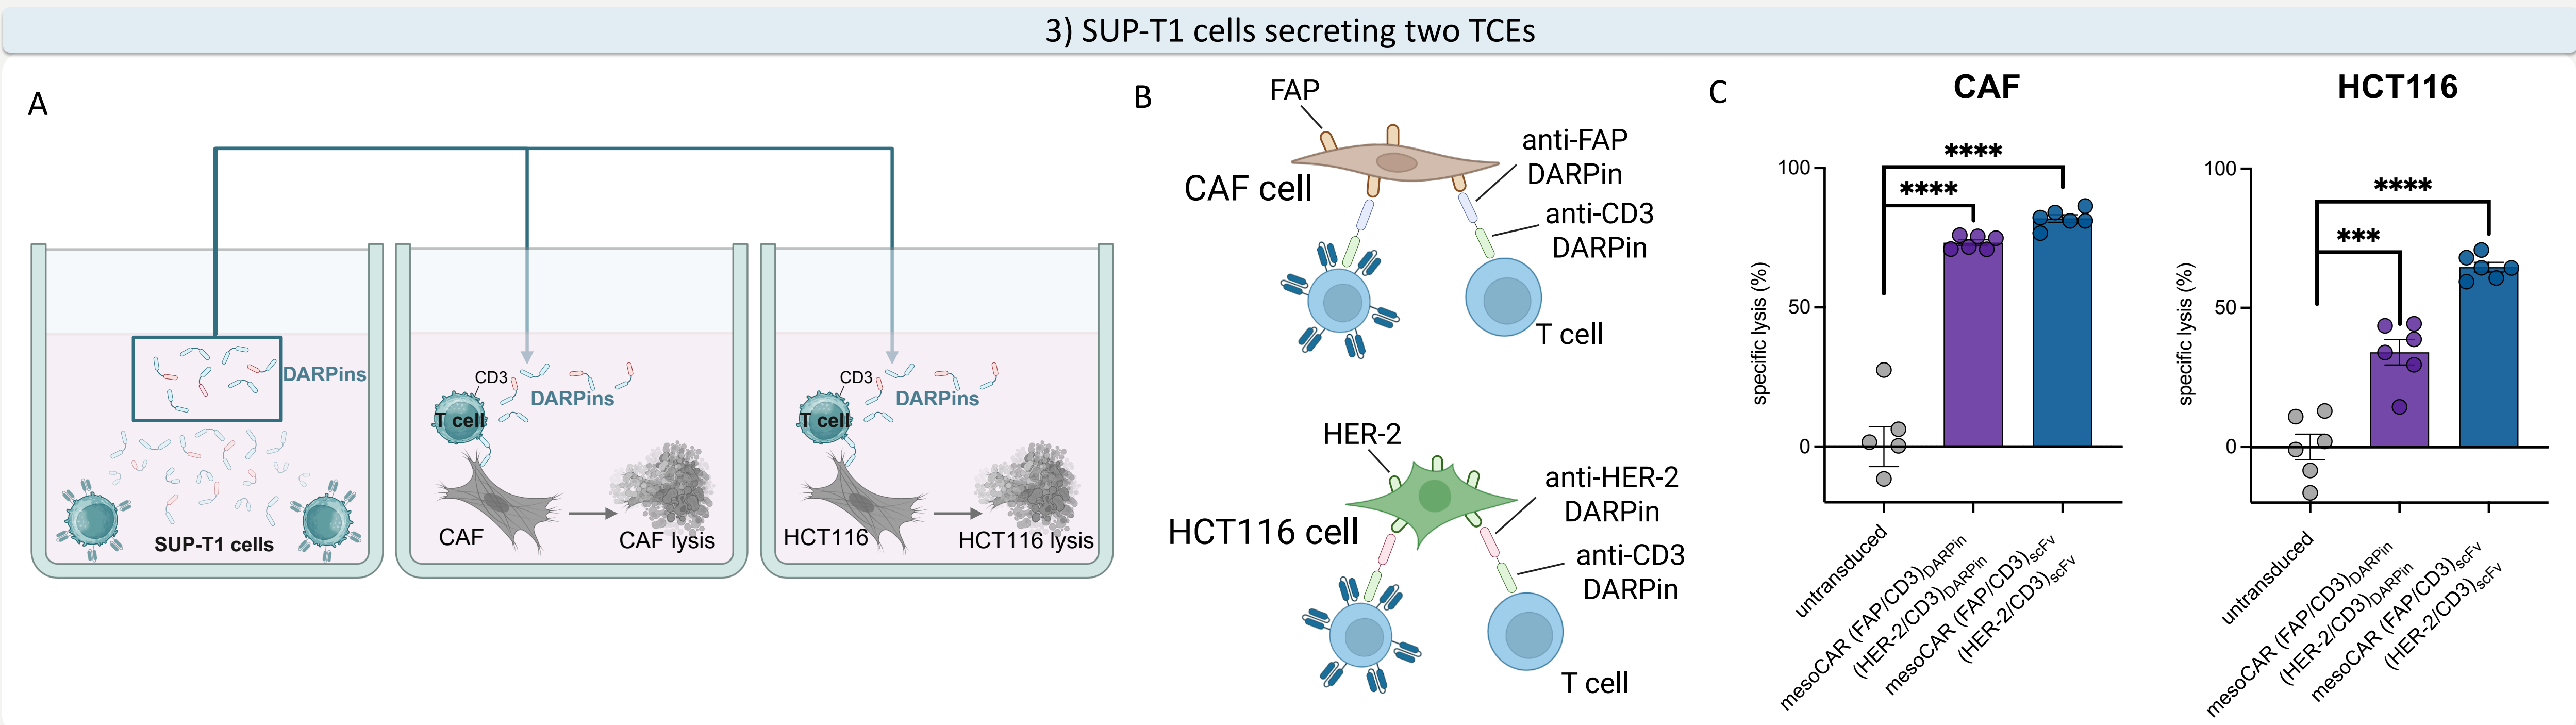 3) SUP-T1 cells secreting two TCEs
A
DARPins
SUP-T1 cells
CD3
DARPins
T cell
CAF
CAF lysis
CD3
DARPins
T cell
HCT116
HCT116 lysis
B
FAP
anti-FAP
DARPin
CAF cell
anti-CD3
DARPin
T cell
HER-2
anti-HER-2
DARPin
HCT116 cell
anti-CD3
DARPin
T cell
C
CAF
****
****
100
50
0
specific lysis (%)
untransduced
mesoCAR (FAP/CD3)DARPin
(HER-2/CD3)DARPin
mesoCAR (FAP/CD3)scFv
(HER-2/CD3)scFv
HCT116
****
***
100
50
0
specific lysis (%)
untransduced
mesoCAR (FAP/CD3)DARPin
(HER-2/CD3)DARPin
mesoCAR (FAP/CD3)scFv
(HER-2/CD3)scFv